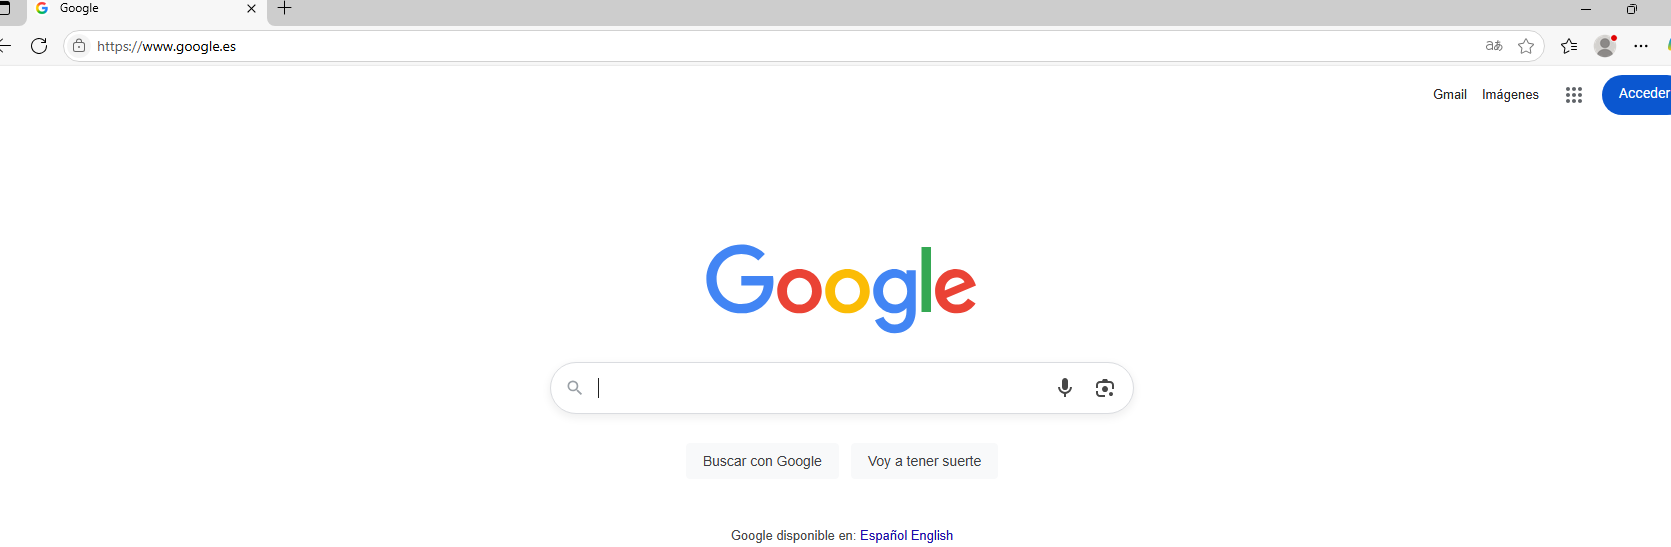 Google
https://www.google.es
Gmail Imágenes Acceder
Google
Buscar con Google Voy a tener suerte
Google disponible en: Español English